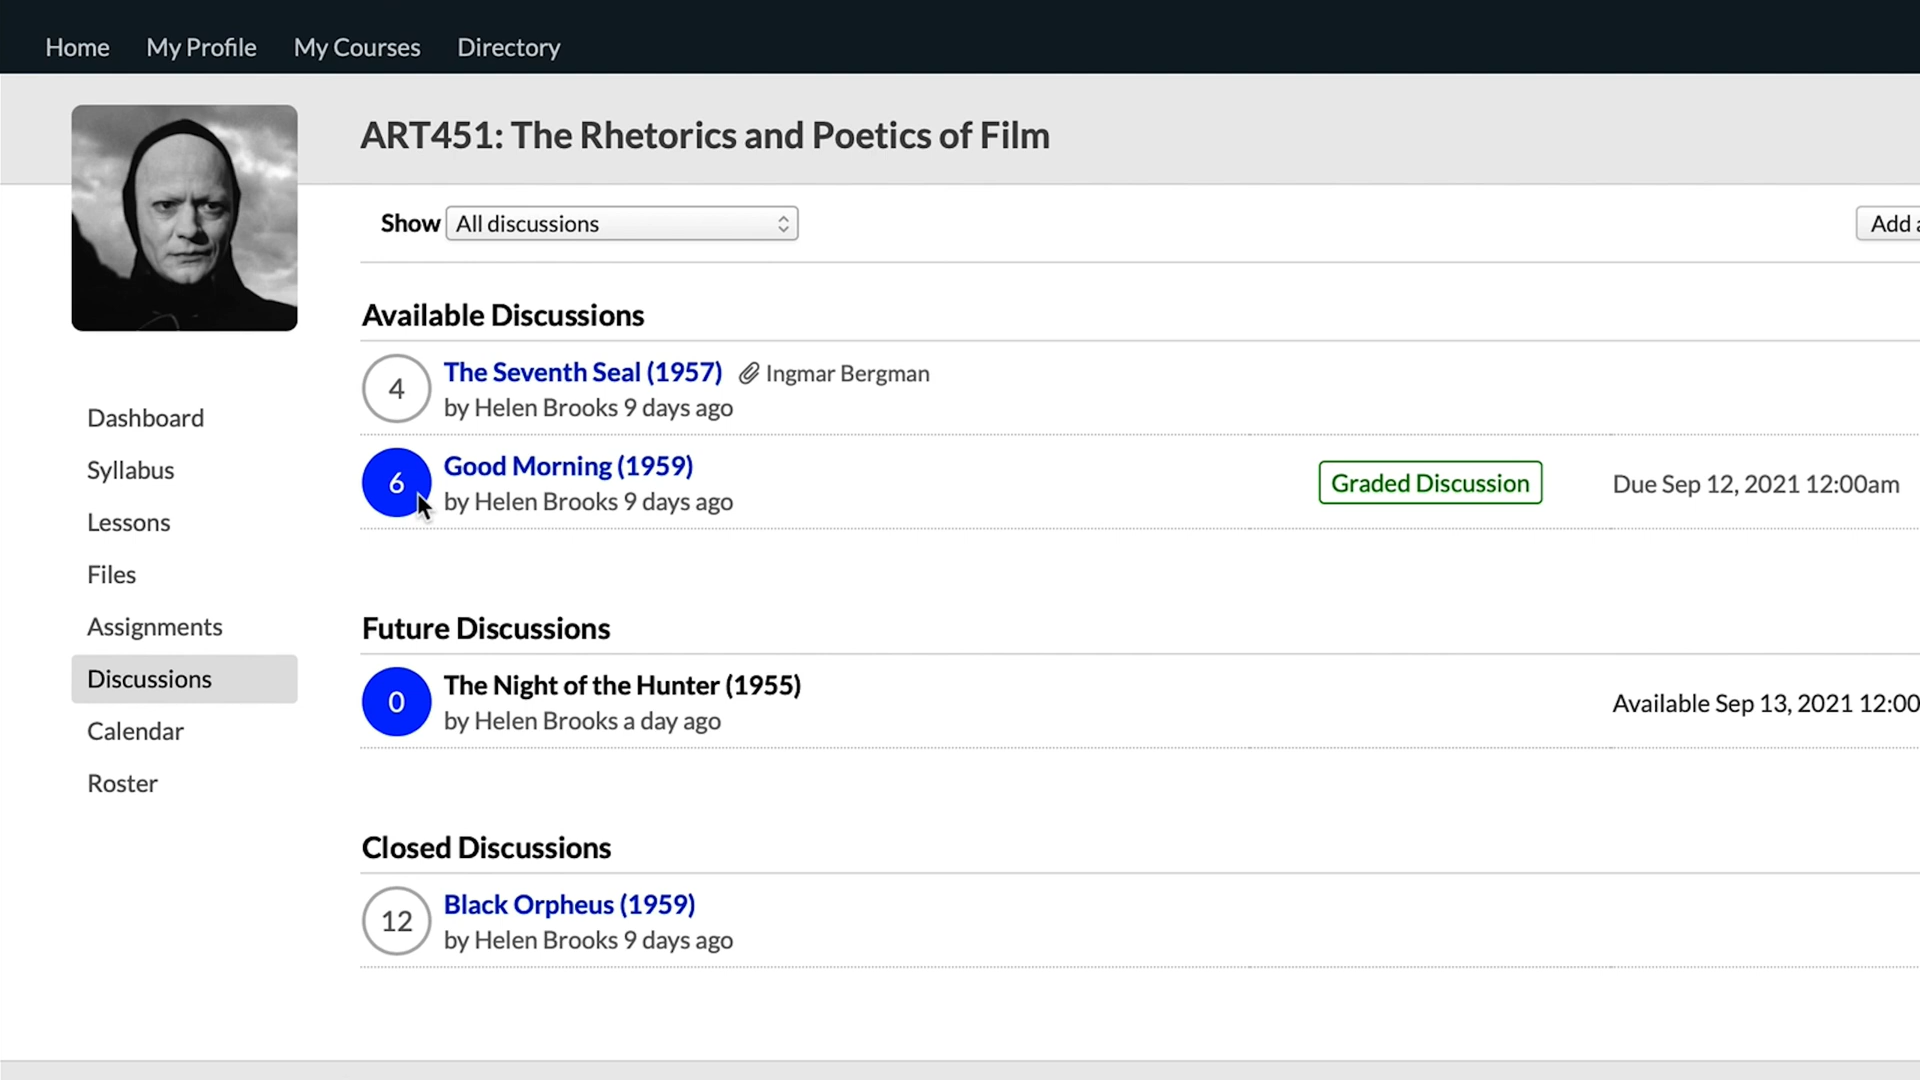 Home My Profile My Courses Directory
ART451: The Rhetorics and Poetics of Film
Show All discussions
Add
Available Discussions
4 The Seventh Seal (1957) Ingmar Bergman
by Helen Brooks 9 days ago
6 Good Morning (1959)
by Helen Brooks 9 days ago
Graded Discussion
Due Sep 12, 2021 12:00am
Dashboard
Syllabus
Lessons
Files
Assignments
Discussions
Calendar
Roster
Future Discussions
0 The Night of the Hunter (1955)
by Helen Brooks a day ago
Available Sep 13, 2021 12:00
Closed Discussions
12 Black Orpheus (1959)
by Helen Brooks 9 days ago